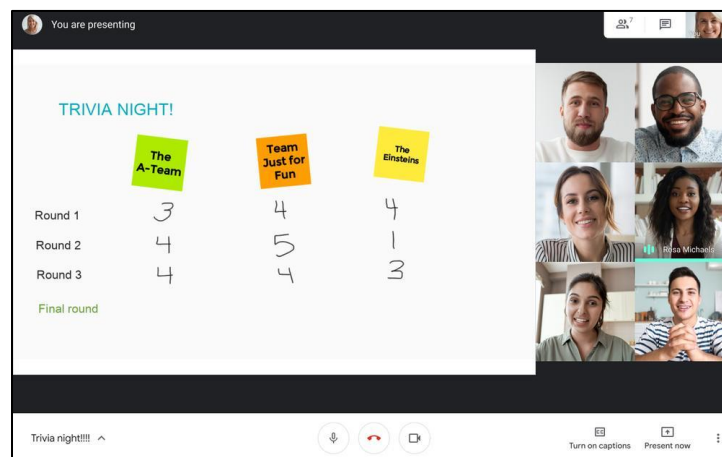 You are presenting
7
TRIVIA NIGHT!
The
A-Team
Team
Just for
Fun
The
Einsteins
Round 1 3 4 4
Round 2 4 5 1
Round 3 4 4 3
Final round
Rosa Michaels
Trivia night!!!!
CC
Turn on captions
Present now